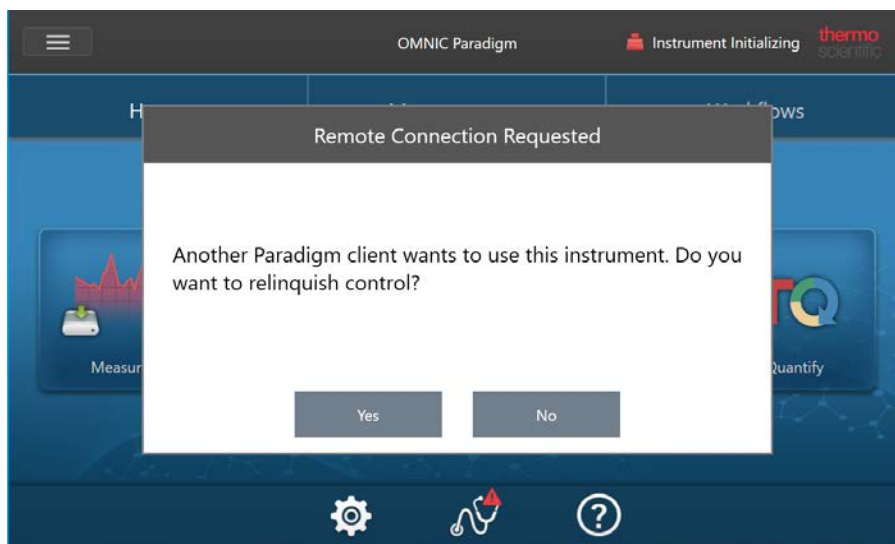 OMNIC Paradigm
Instrument Initializing
thermo
scientific
Remote Connection Requested
Another Paradigm client wants to use this instrument. Do you
want to relinquish control?
Yes
No